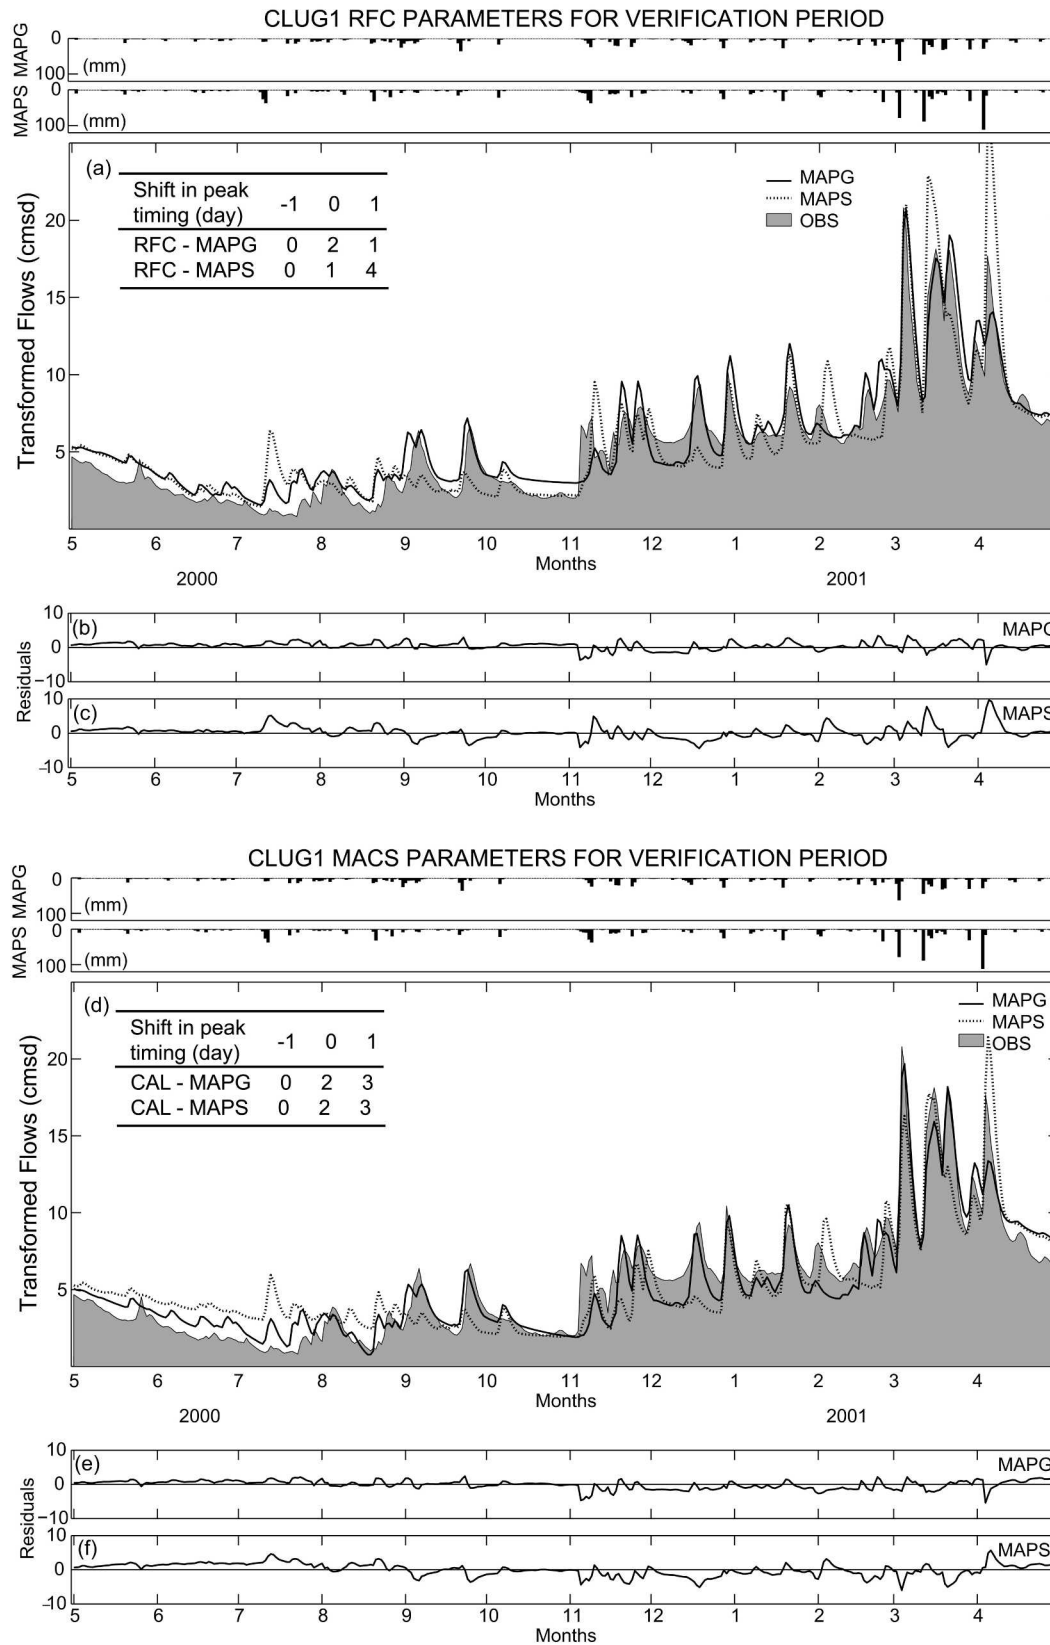 CLUG1 RFC PARAMETERS FOR VERIFICATION PERIOD
MAPG
0
100
(mm)
MAPS
0
100
(mm)
(a)
Shift in peak timing (day) -1 0 1
RFC - MAPG 0 2 1
RFC - MAPS 0 1 4
MAPG
MAPS
OBS
Transformed Flows (cmsd)
20
15
10
5
5 6 7 8 9 10 11 12 1 2 3 4
Months
2000 2001
(b)
MAPG
10
0
-10
Residuals
(c)
MAPS
10
0
-10
5 6 7 8 9 10 11 12 1 2 3 4
Months
CLUG1 MACS PARAMETERS FOR VERIFICATION PERIOD
MAPG
0
100
(mm)
MAPS
0
100
(mm)
(d)
Shift in peak timing (day) -1 0 1
CAL - MAPG 0 2 3
CAL - MAPS 0 2 3
MAPG
MAPS
OBS
Transformed Flows (cmsd)
20
15
10
5
5 6 7 8 9 10 11 12 1 2 3 4
Months
2000 2001
(e)
MAPG
10
0
-10
Residuals
(f)
MAPS
10
0
-10
5 6 7 8 9 10 11 12 1 2 3 4
Months